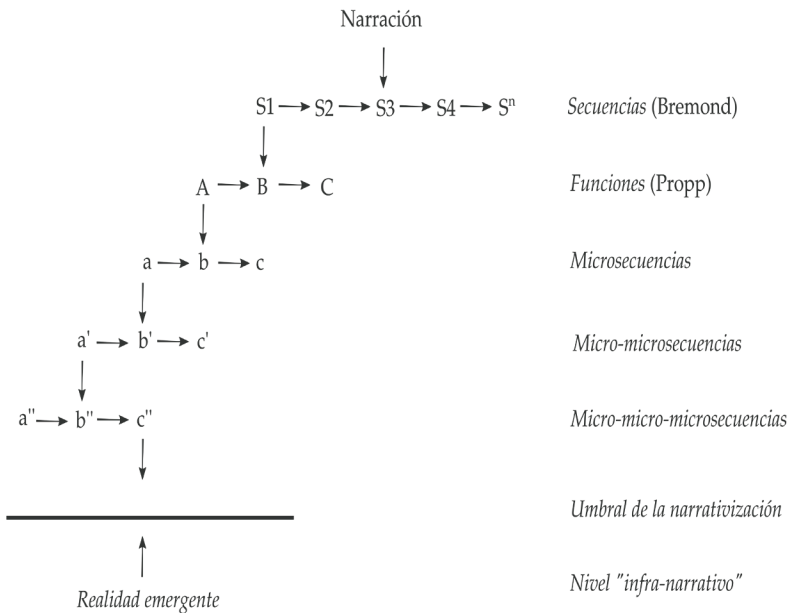 Narración
S1 → S2 → S3 → S4 → Sⁿ Secuencias (Bremond)
A → B → C Funciones (Propp)
a → b → c Microsecuencias
a' → b' → c' Micro-microsecuencias
a" → b" → c" Micro-micro-microsecuencias
Umbral de la narrativización
Nivel "infra-narrativo"
Realidad emergente